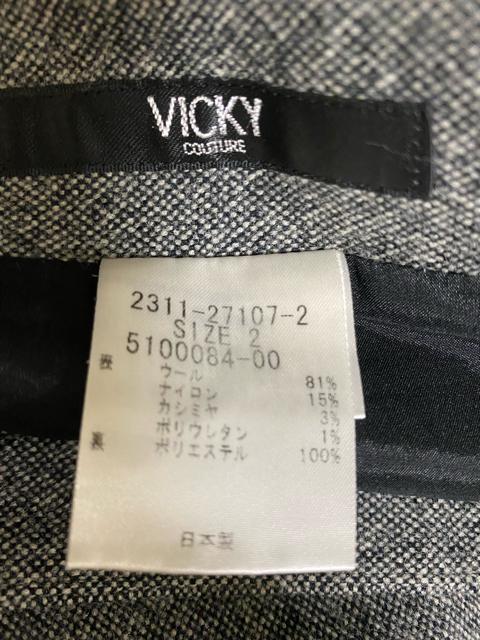 VICKY
COUTURE
2311-27107-2
SIZE 2
5100084-00
表
ウール 81%
ナイロン 15%
カシミヤ 3%
ポリウレタン 1%
裏 ポリエステル 100%
日本製